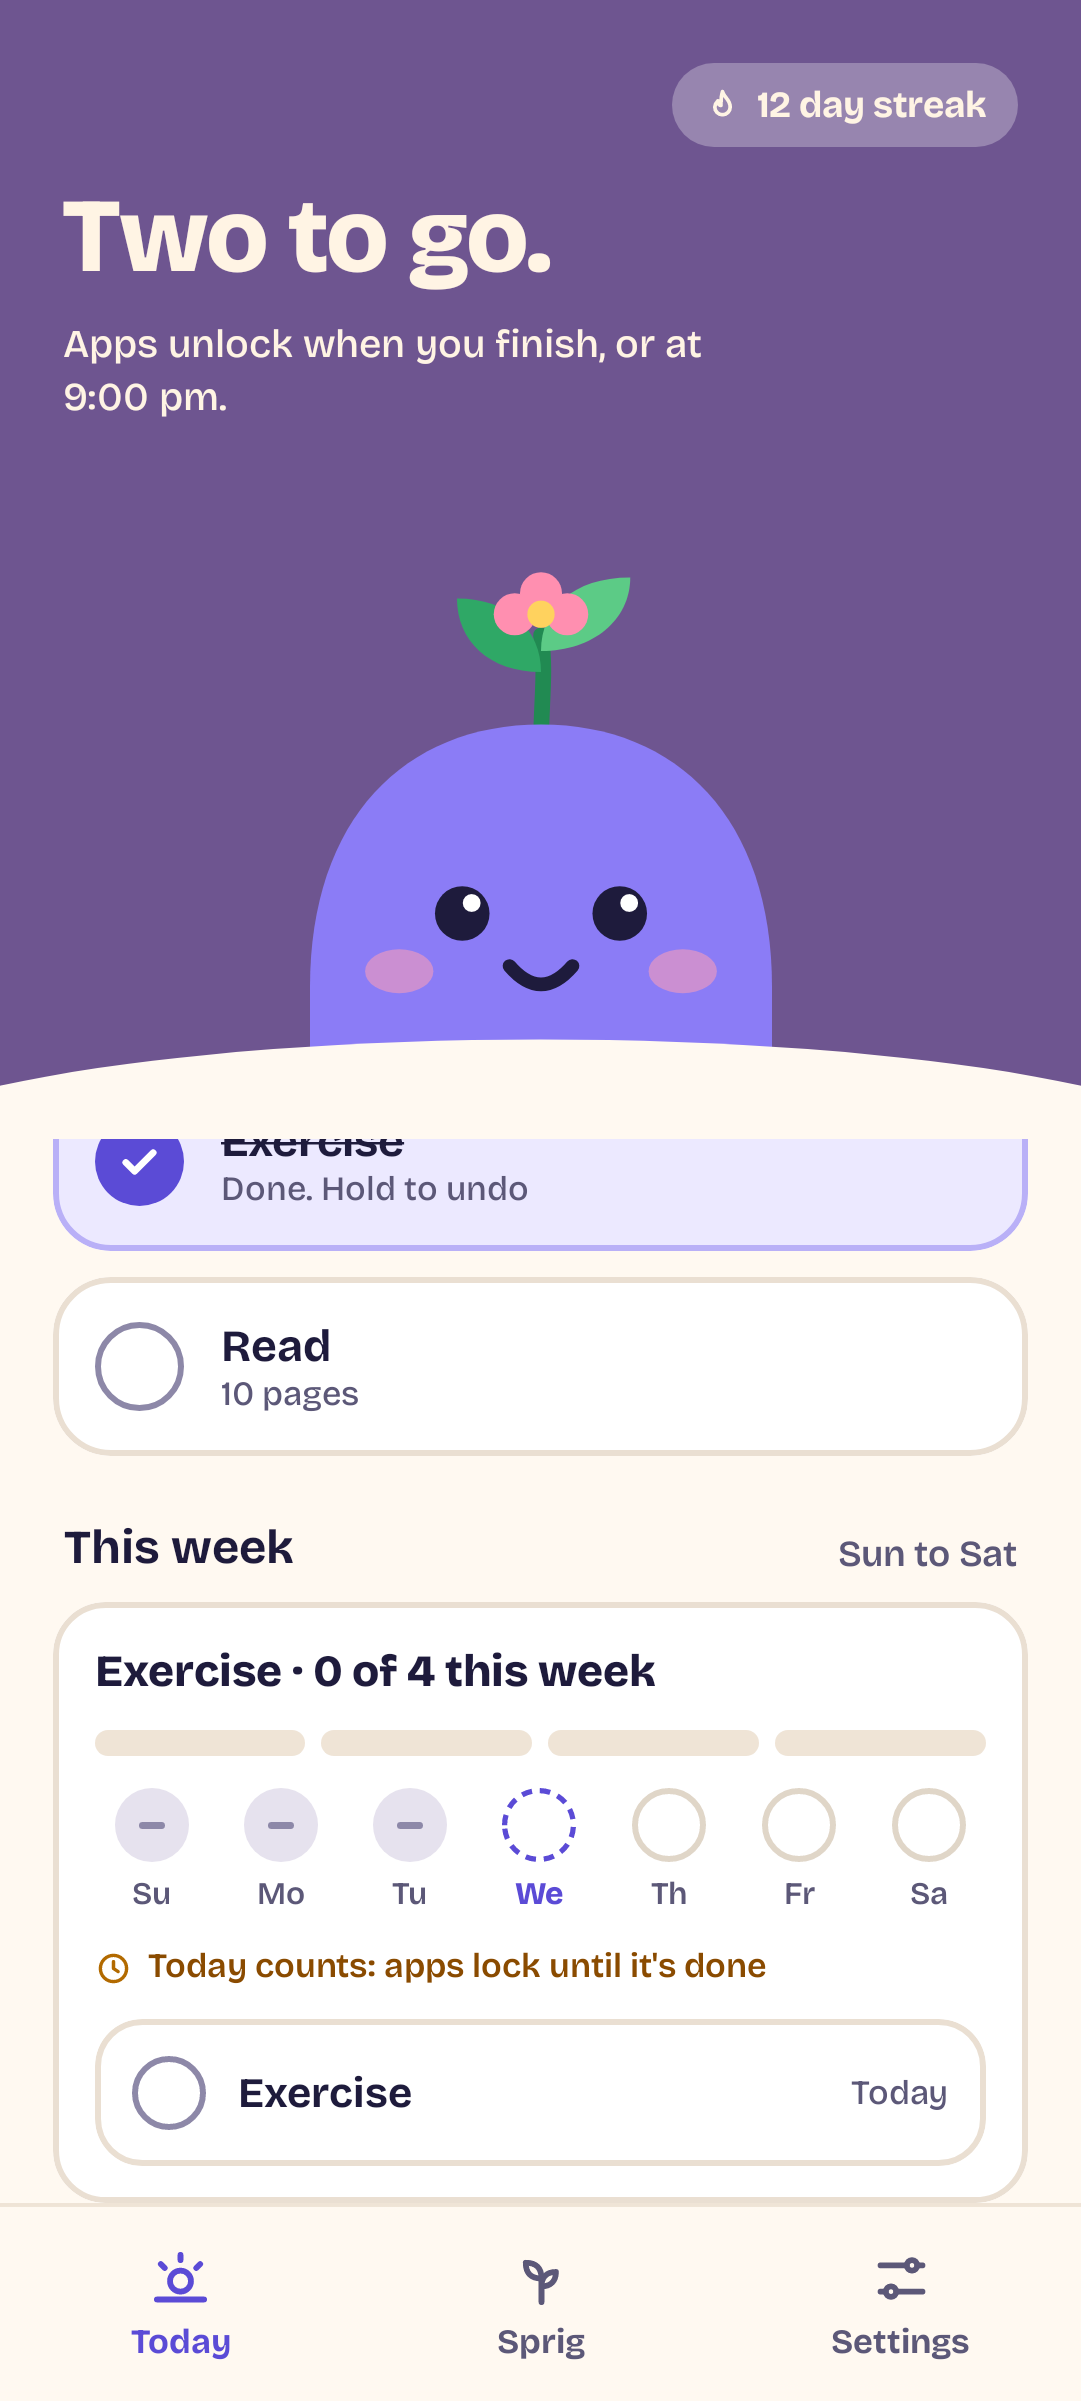 12 day streak
Two to go.
Apps unlock when you finish, or at
9:00 pm.
Exercise
Done. Hold to undo
Read
10 pages
This week
Sun to Sat
Exercise · 0 of 4 this week
Su Mo Tu We Th Fr Sa
Today counts: apps lock until it's done
Exercise
Today
Today Sprig Settings